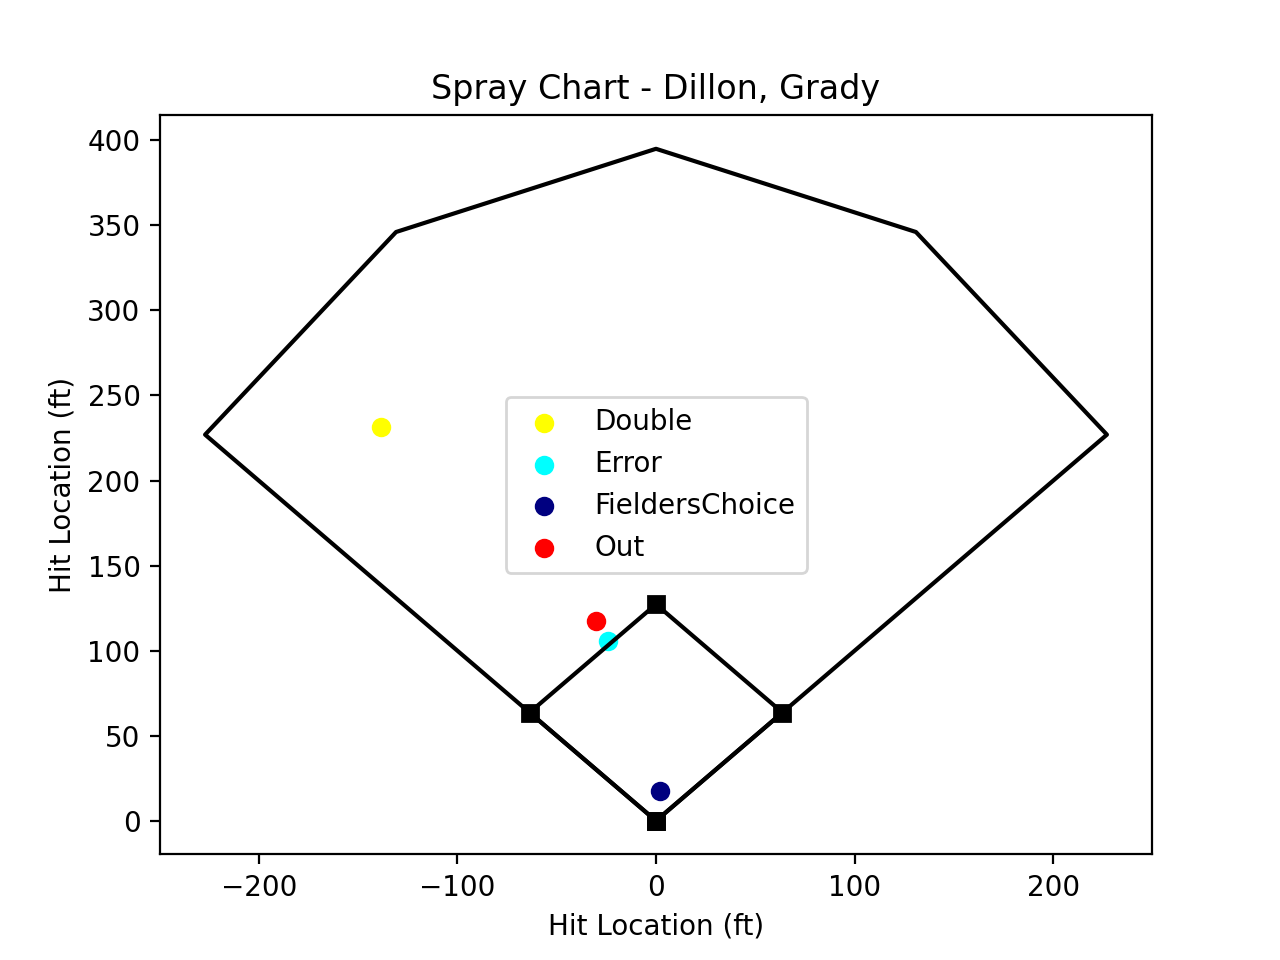 Spray Chart - Dillon, Grady
400
350
300
250
200
150
100
50
0
Hit Location (ft)
Double
Error
FieldersChoice
Out
−200
−100
0
100
200
Hit Location (ft)